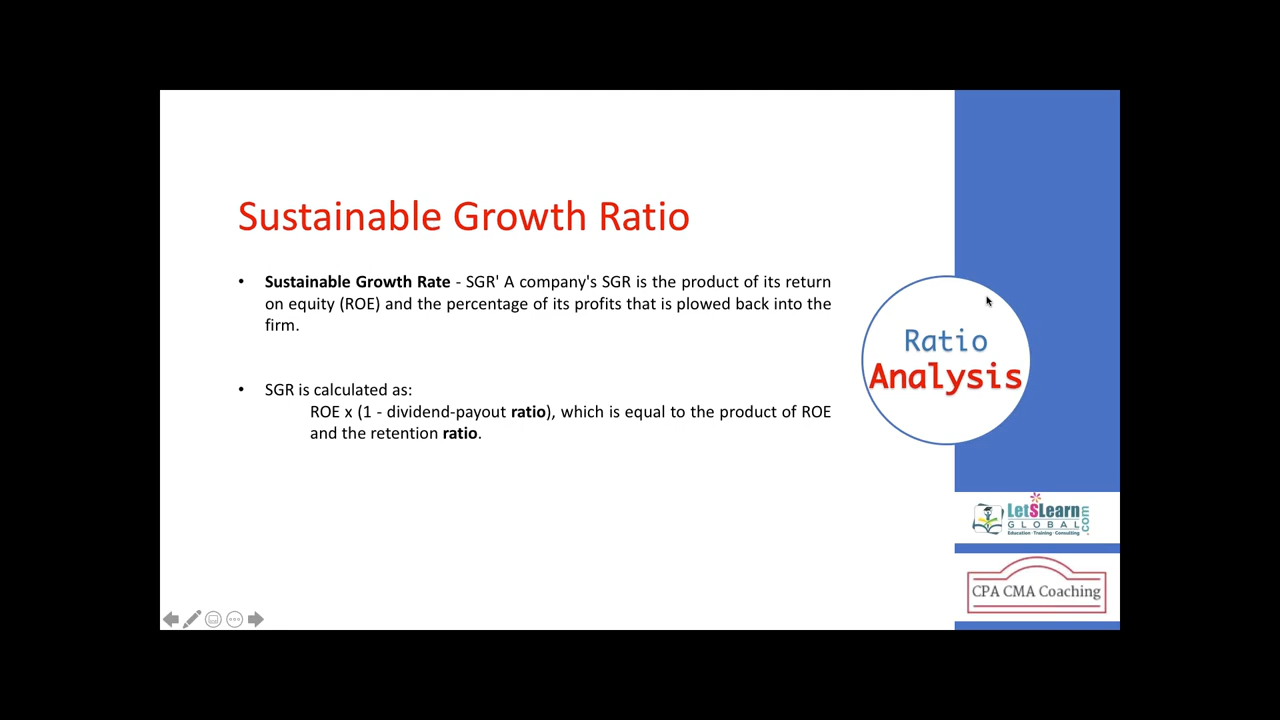 Sustainable Growth Ratio
• Sustainable Growth Rate - SGR' A company's SGR is the product of its return
on equity (ROE) and the percentage of its profits that is plowed back into the
firm.
• SGR is calculated as:
ROE x (1 - dividend-payout ratio), which is equal to the product of ROE
and the retention ratio.
Ratio
Analysis
LetSLearn
GLOBAL
.com
Education · Training · Consulting
CPA CMA Coaching